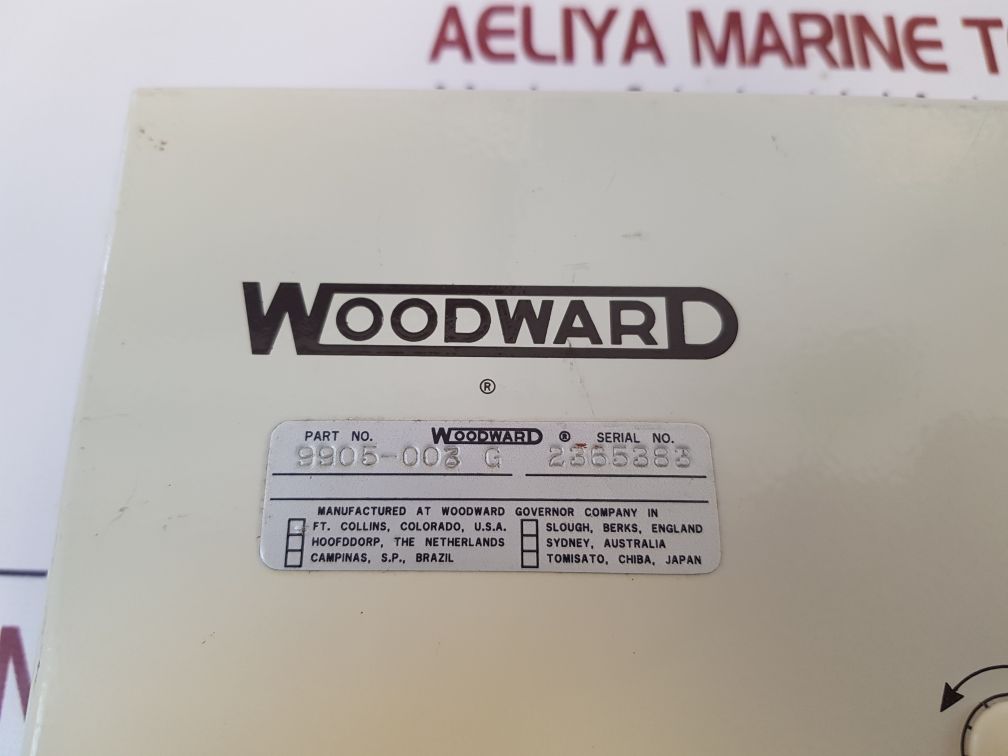 AELIYA MARINE
WOODWARD
®
PART NO. WOODWARD ® SERIAL NO.
9905-003 G 2365383
MANUFACTURED AT WOODWARD GOVERNOR COMPANY IN
FT. COLLINS, COLORADO, U.S.A. SLOUGH, BERKS, ENGLAND
HOOFDDORP, THE NETHERLANDS SYDNEY, AUSTRALIA
CAMPINAS, S.P., BRAZIL TOMISATO, CHIBA, JAPAN